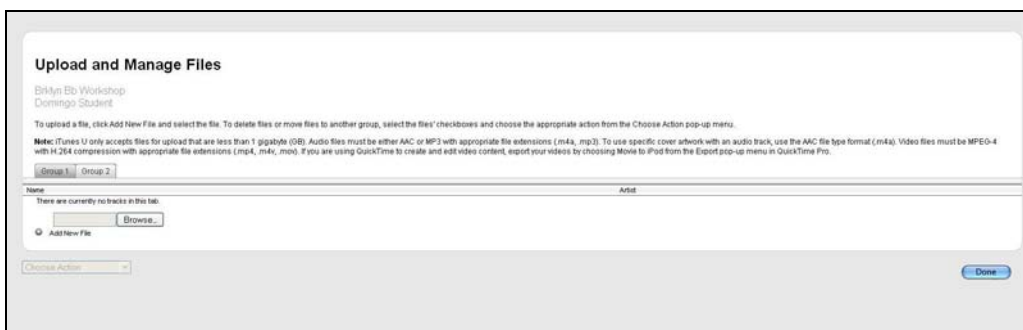 Upload and Manage Files
Brklyn Bb Workshop
Domingo Student
To upload a file, click Add New File and select the file. To delete files or move files to another group, select the files' checkboxes and choose the appropriate action from the Choose Action pop-up menu.
Note: iTunes U only accepts files for upload that are less than 1 gigabyte (GB). Audio files must be either AAC or MP3 with appropriate file extensions (.m4a, .mp3). To use specific cover artwork with an audio track, use the AAC file type format (.m4a). Video files must be MPEG-4
with H.264 compression with appropriate file extensions (.mp4, .m4v, .mov). If you are using QuickTime to create and edit video content, export your videos by choosing Movie to iPod from the Export pop-up menu in QuickTime Pro.
Group 1 Group 2
Name Artist
There are currently no tracks in this tab.
Browse..
Add New File
Choose Action
Done